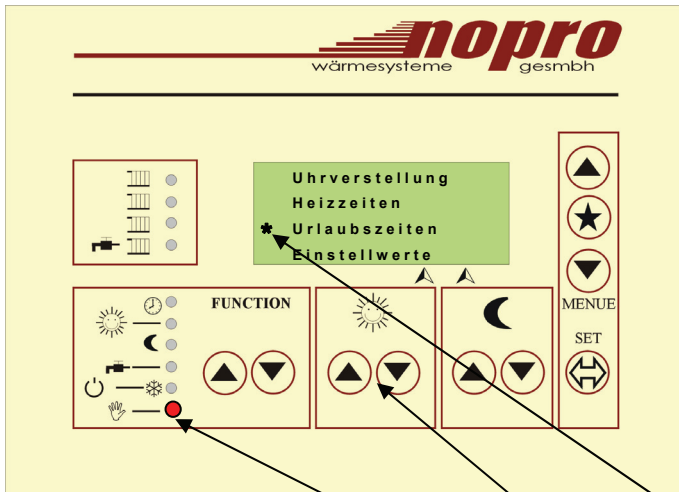 nopro
wärmesysteme gesmbh
Uhrverstellung
Heizzeiten
* Urlaubszeiten
Einstellwerte
FUNCTION
MENUE
SET